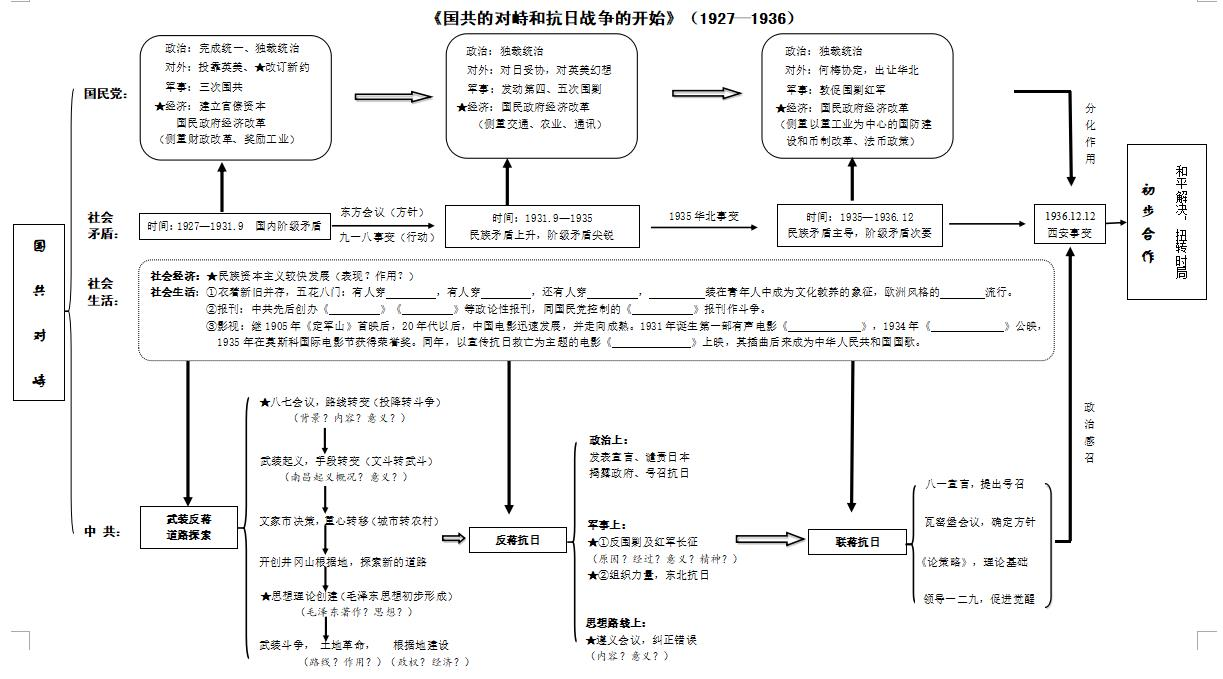 《国共的对峙和抗日战争的开始》（1927—1936）
国民党：
政治：完成统一、独裁统治
对外：投靠英美、★改订新约
军事：三次围共
★经济：建立官僚资本
国民政府经济改革
（侧重财政改革、奖励工业）
政治：独裁统治
对外：对日妥协，对英美幻想
军事：发动第四、五次围剿
★经济：国民政府经济改革
（侧重交通、农业、通讯）
政治：独裁统治
对外：何梅协定，出让华北
军事：敦促围剿红军
★经济：国民政府经济改革
（侧重以重工业为中心的国防建
设和币制改革、法币政策）
分化作用
国共对峙
社会
矛盾：
时间：1927—1931.9　国内阶级矛盾
东方会议（方针）
九一八事变（行动）
时间：1931.9—1935
民族矛盾上升，阶级矛盾尖锐
1935 华北事变
时间：1935—1936.12
民族矛盾主导，阶级矛盾次要
1936.12.12
西安事变
和平解决，扭转时局
初步合作
社会
生活：
社会经济：★民族资本主义较快发展（表现？作用？）
社会生活：①衣着新旧并存，五花八门：有人穿________，有人穿________，还有人穿________，________装在青年人中成为文化教养的象征，欧洲风格的_______流行。
②报刊：中共先后创办《________》《________》等政论性报刊，同国民党控制的《____________》报刊作斗争。
③影视：继 1905 年《定军山》首映后，20 年代以后，中国电影迅速发展，并走向成熟。1931 年诞生第一部有声电影《____________》，1934 年《____________》公映，
1935 年在莫斯科国际电影节获得荣誉奖。同年，以宣传抗日救亡为主题的电影《____________》上映，其插曲后来成为中华人民共和国国歌。
中 共：
武装反蒋
道路探索
★八七会议，路线转变（投降转斗争）
（背景？内容？意义？）
武装起义，手段转变（文斗转武斗）
（南昌起义概况？意义？）
文家市决策，重心转移（城市转农村）
开创井冈山根据地，探索新的道路
★思想理论创建（毛泽东思想初步形成）
（毛泽东著作？思想？）
武装斗争，　土地革命，　　根据地建设
（路线？作用？）（政权？经济？）
反蒋抗日
政治上：
发表宣言、谴责日本
揭露政府、号召抗日
军事上：
★①反围剿及红军长征
（原因？经过？意义？精神？）
★②组织力量，东北抗日
思想路线上：
★遵义会议，纠正错误
（内容？意义？）
联蒋抗日
八一宣言，提出号召
瓦窑堡会议，确定方针
《论策略》，理论基础
领导一二九，促进觉醒
政治感召